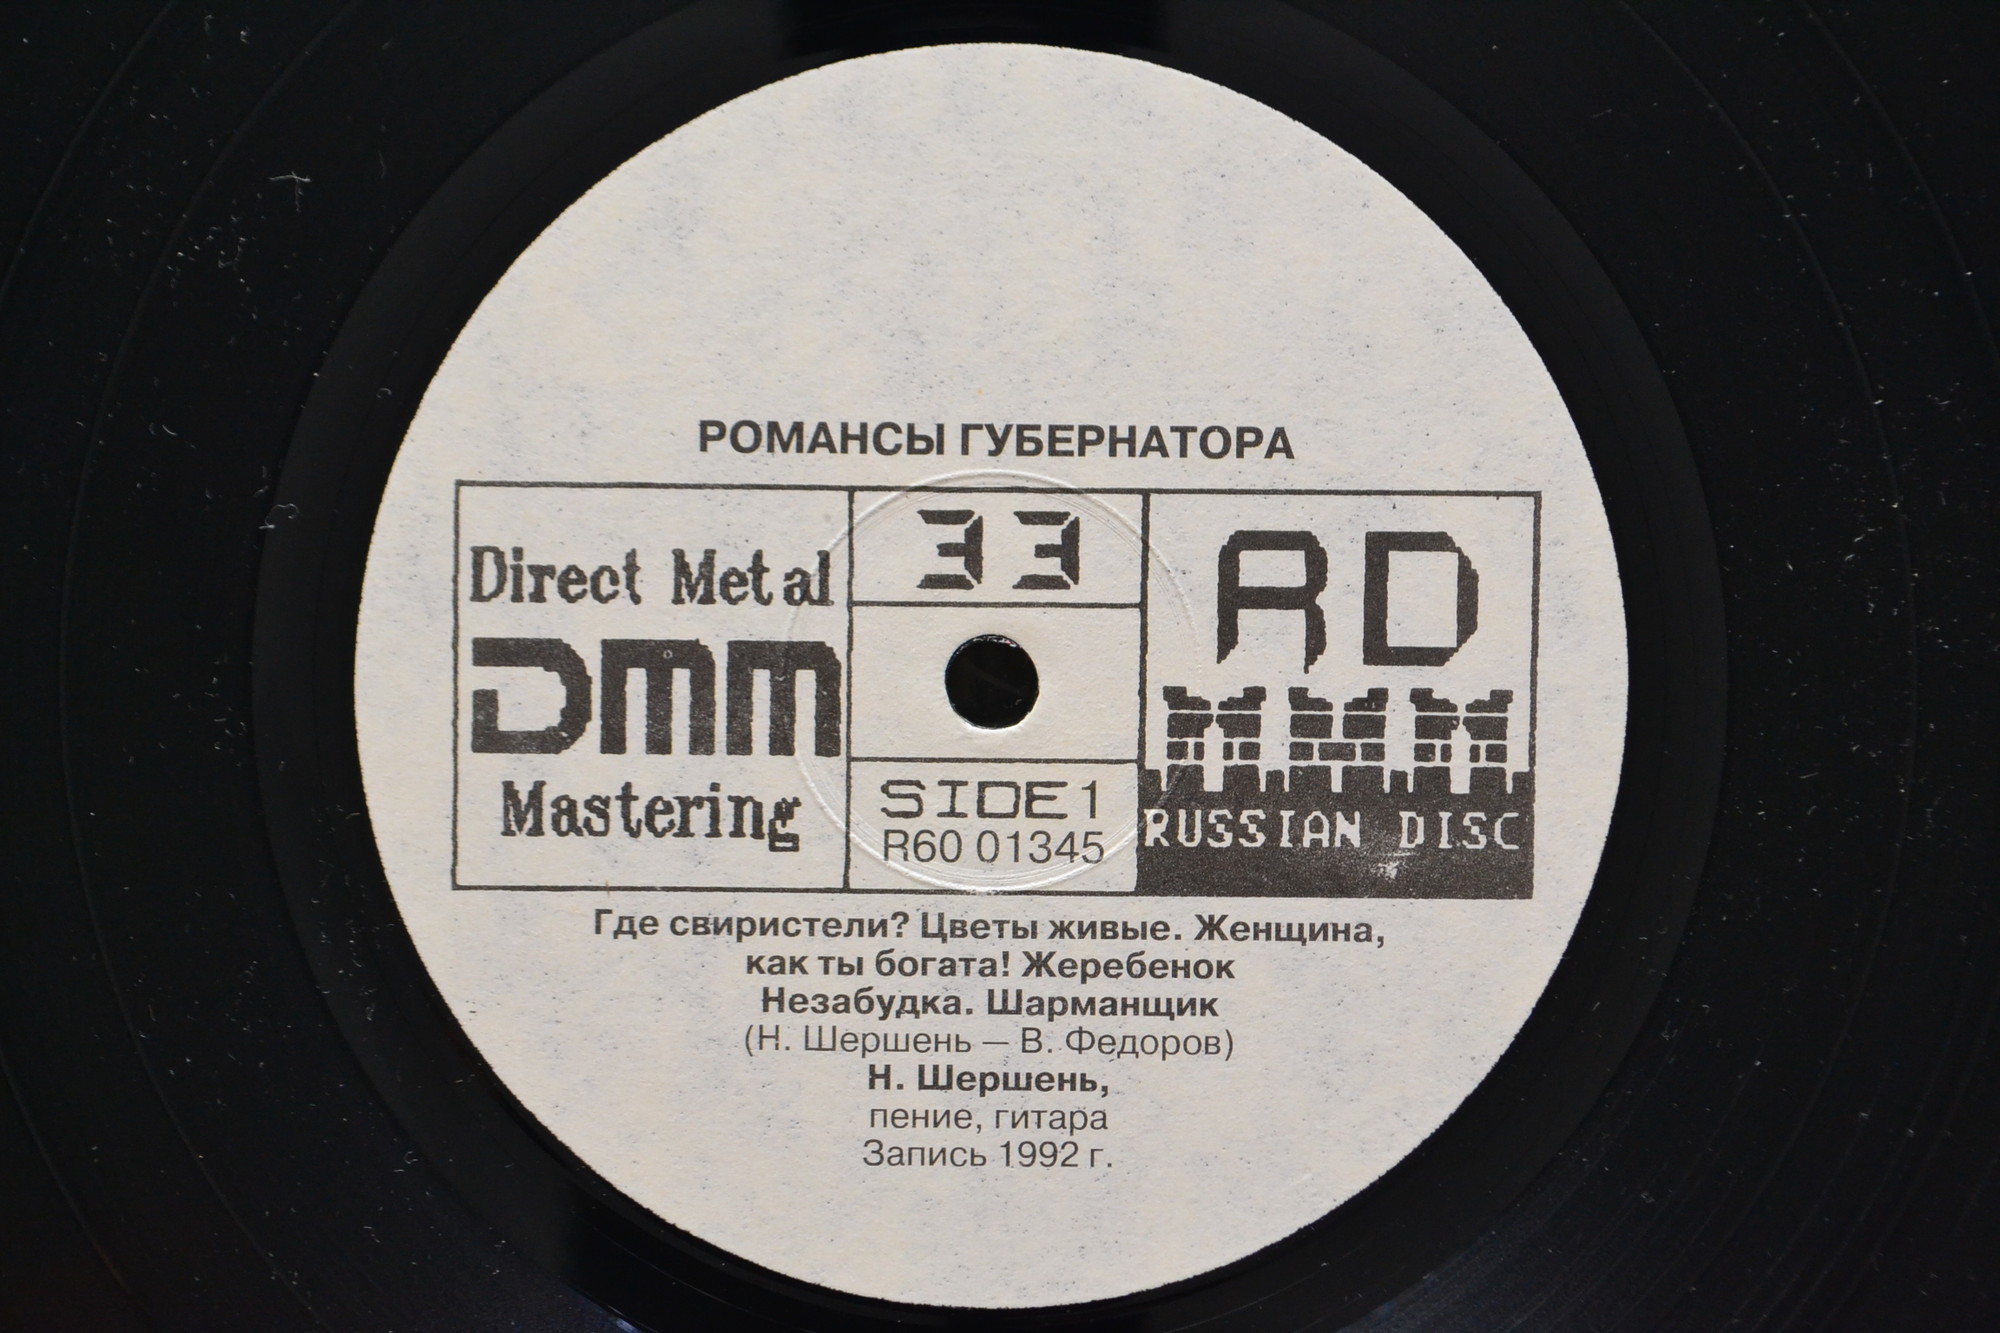 РОМАНСЫ ГУБЕРНАТОРА
Direct Metal
DMM
Mastering
33
SIDE 1
R60 01345
RD
RUSSIAN DISC
Где свиристели? Цветы живые. Женщина,
как ты богата! Жеребенок
Незабудка. Шарманщик
(Н. Шершень — В. Федоров)
Н. Шершень,
пение, гитара
Запись 1992 г.